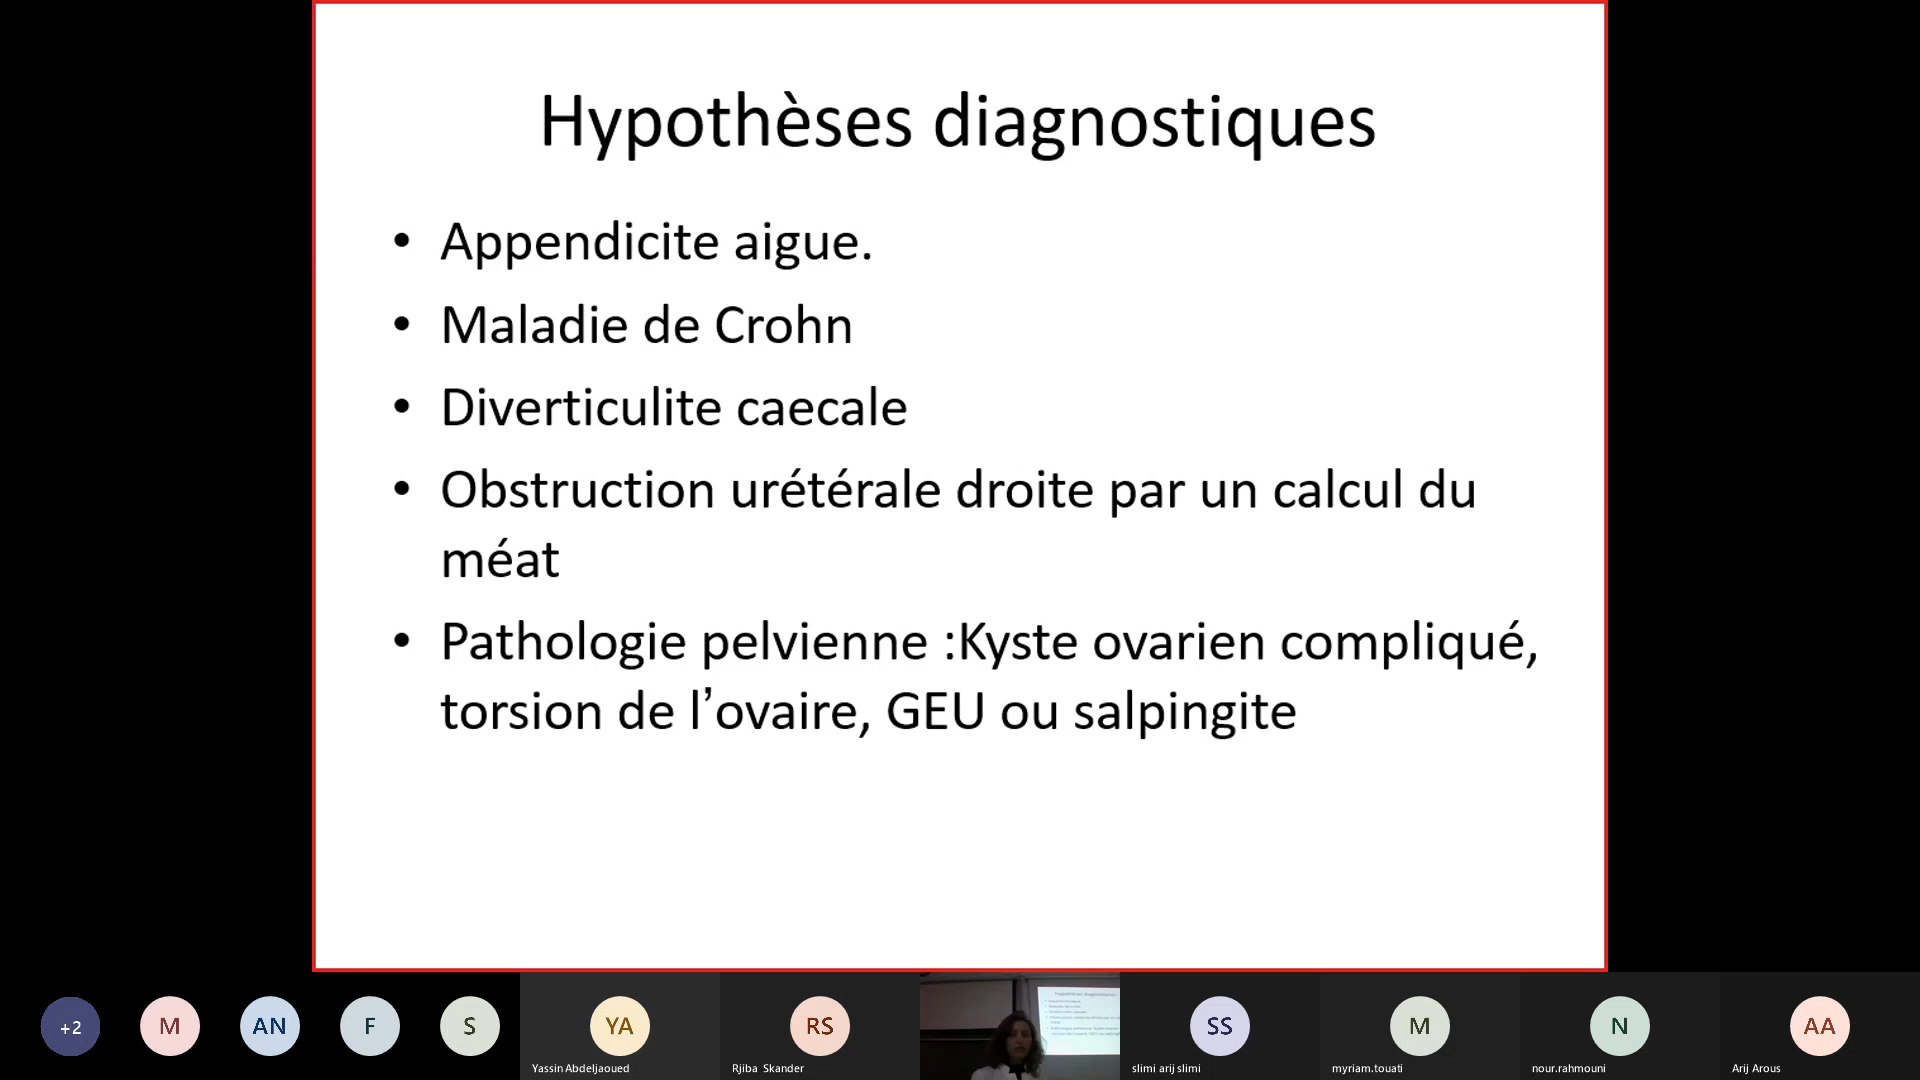 Hypothèses diagnostiques
• Appendicite aigue.
• Maladie de Crohn
• Diverticulite caecale
• Obstruction urétérale droite par un calcul du
méat
• Pathologie pelvienne :Kyste ovarien compliqué,
torsion de l’ovaire, GEU ou salpingite
+2
M
AN
F
S
YA
RS
SS
M
N
AA
Yassin Abdeljaoued
Rjiba Skander
slimi arij slimi
myriam.touati
nour.rahmouni
Arij Arous